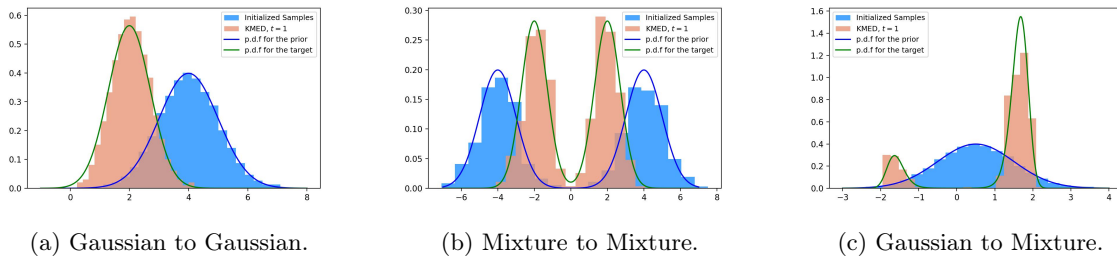 Initialized Samples
KMED, t = 1
p.d.f for the prior
p.d.f for the target
0.6
0.5
0.4
0.3
0.2
0.1
0.0
0 2 4 6 8
(a) Gaussian to Gaussian.
Initialized Samples
KMED, t = 1
p.d.f for the prior
p.d.f for the target
0.30
0.25
0.20
0.15
0.10
0.05
0.00
−6 −4 −2 0 2 4 6 8
(b) Mixture to Mixture.
Initialized Samples
KMED, t = 1
p.d.f for the prior
p.d.f for the target
1.6
1.4
1.2
1.0
0.8
0.6
0.4
0.2
0.0
−3 −2 −1 0 1 2 3 4
(c) Gaussian to Mixture.